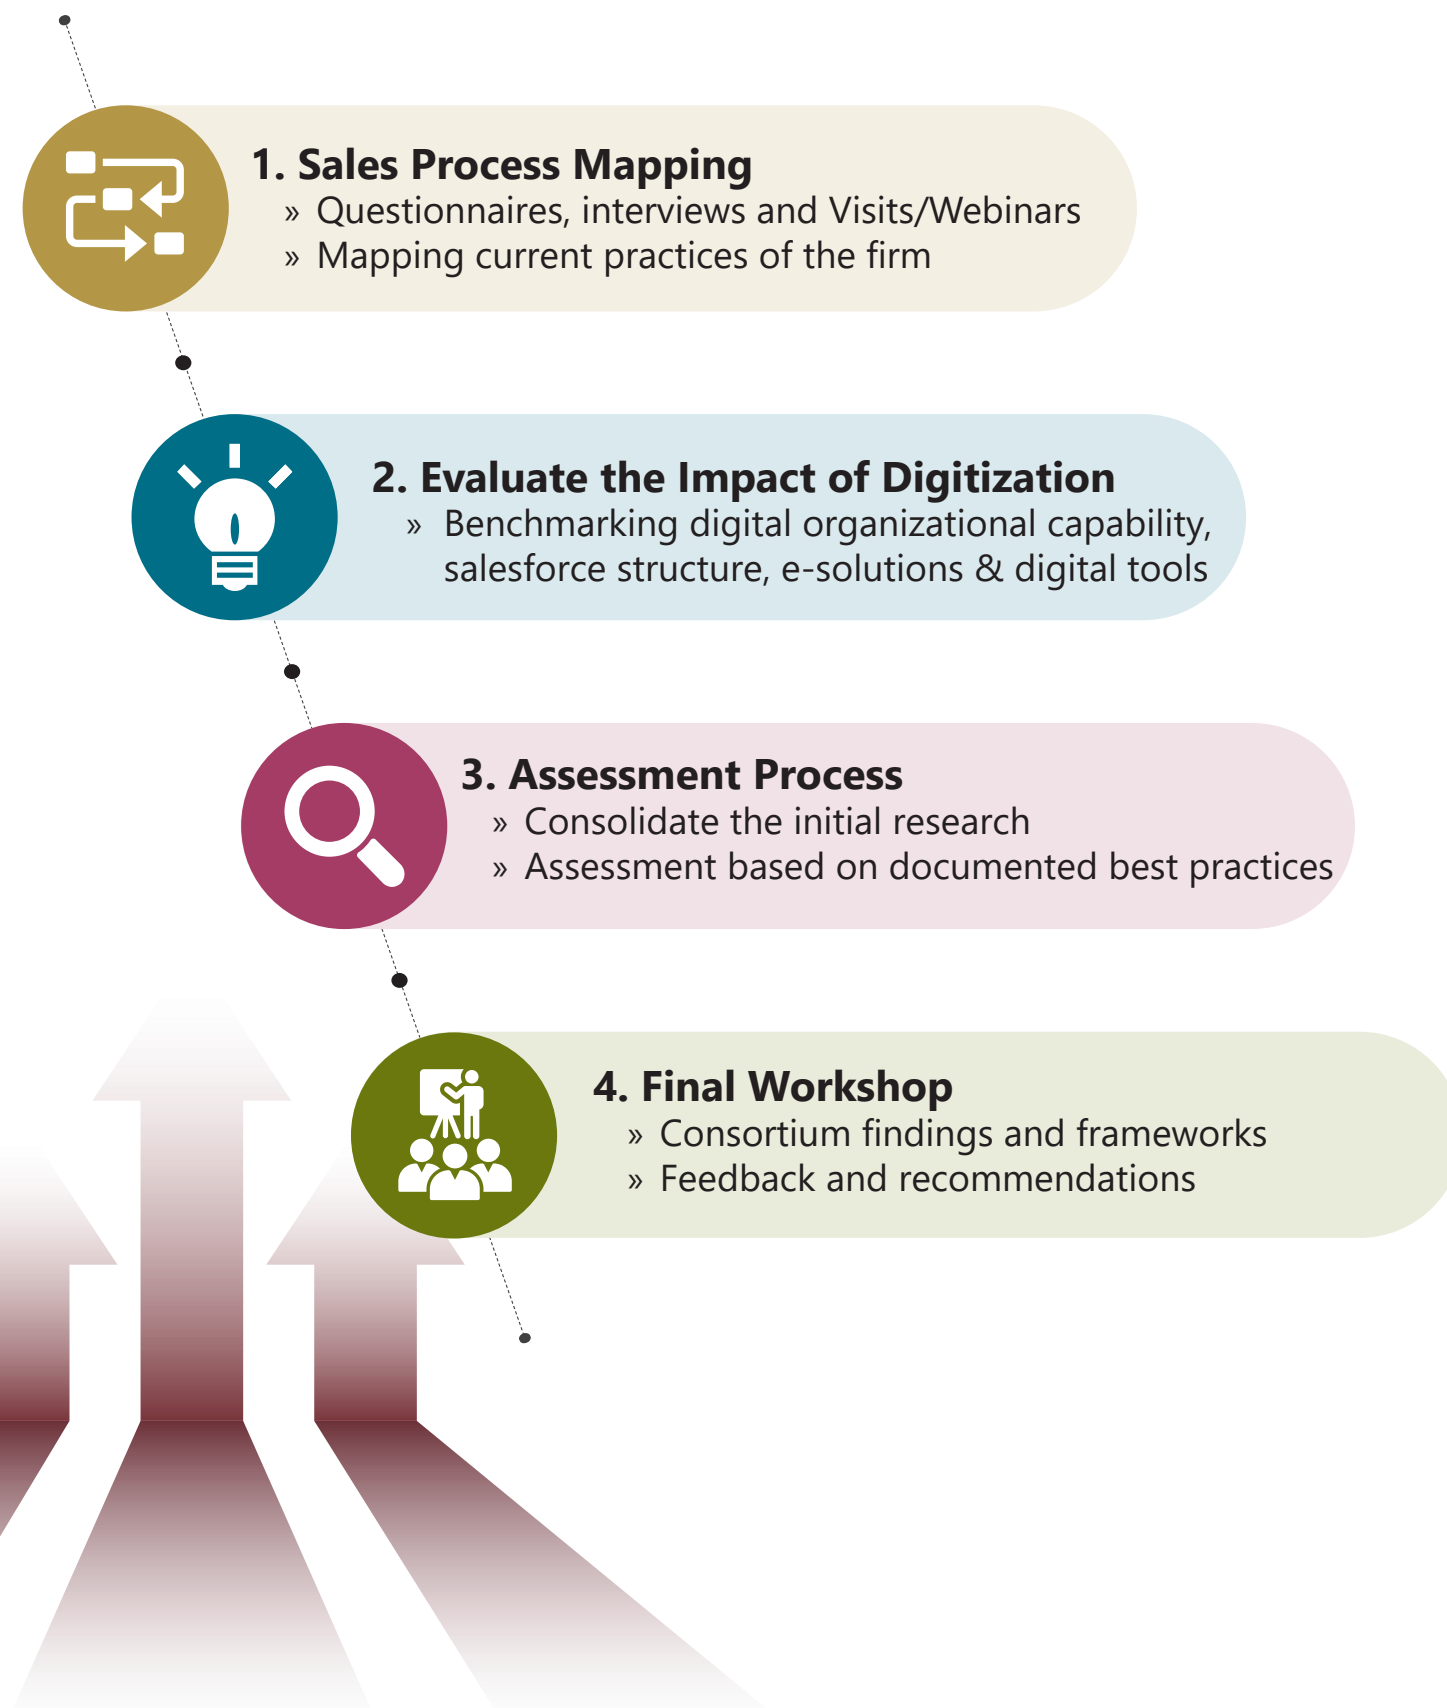 1. Sales Process Mapping
» Questionnaires, interviews and Visits/Webinars
» Mapping current practices of the firm
2. Evaluate the Impact of Digitization
» Benchmarking digital organizational capability,
salesforce structure, e-solutions & digital tools
3. Assessment Process
» Consolidate the initial research
» Assessment based on documented best practices
4. Final Workshop
» Consortium findings and frameworks
» Feedback and recommendations